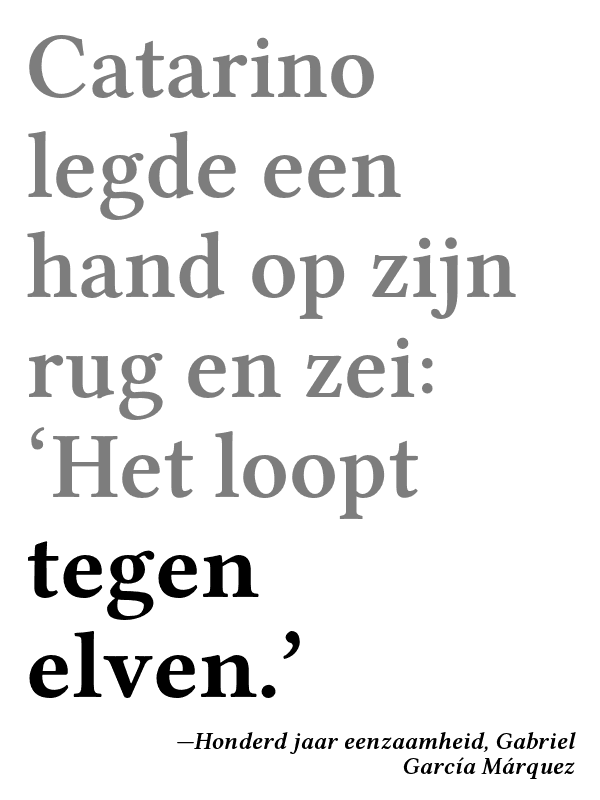 Catarino
legde een
hand op zijn
rug en zei:
‘Het loopt
tegen
elven.’
—Honderd jaar eenzaamheid, Gabriel
García Márquez